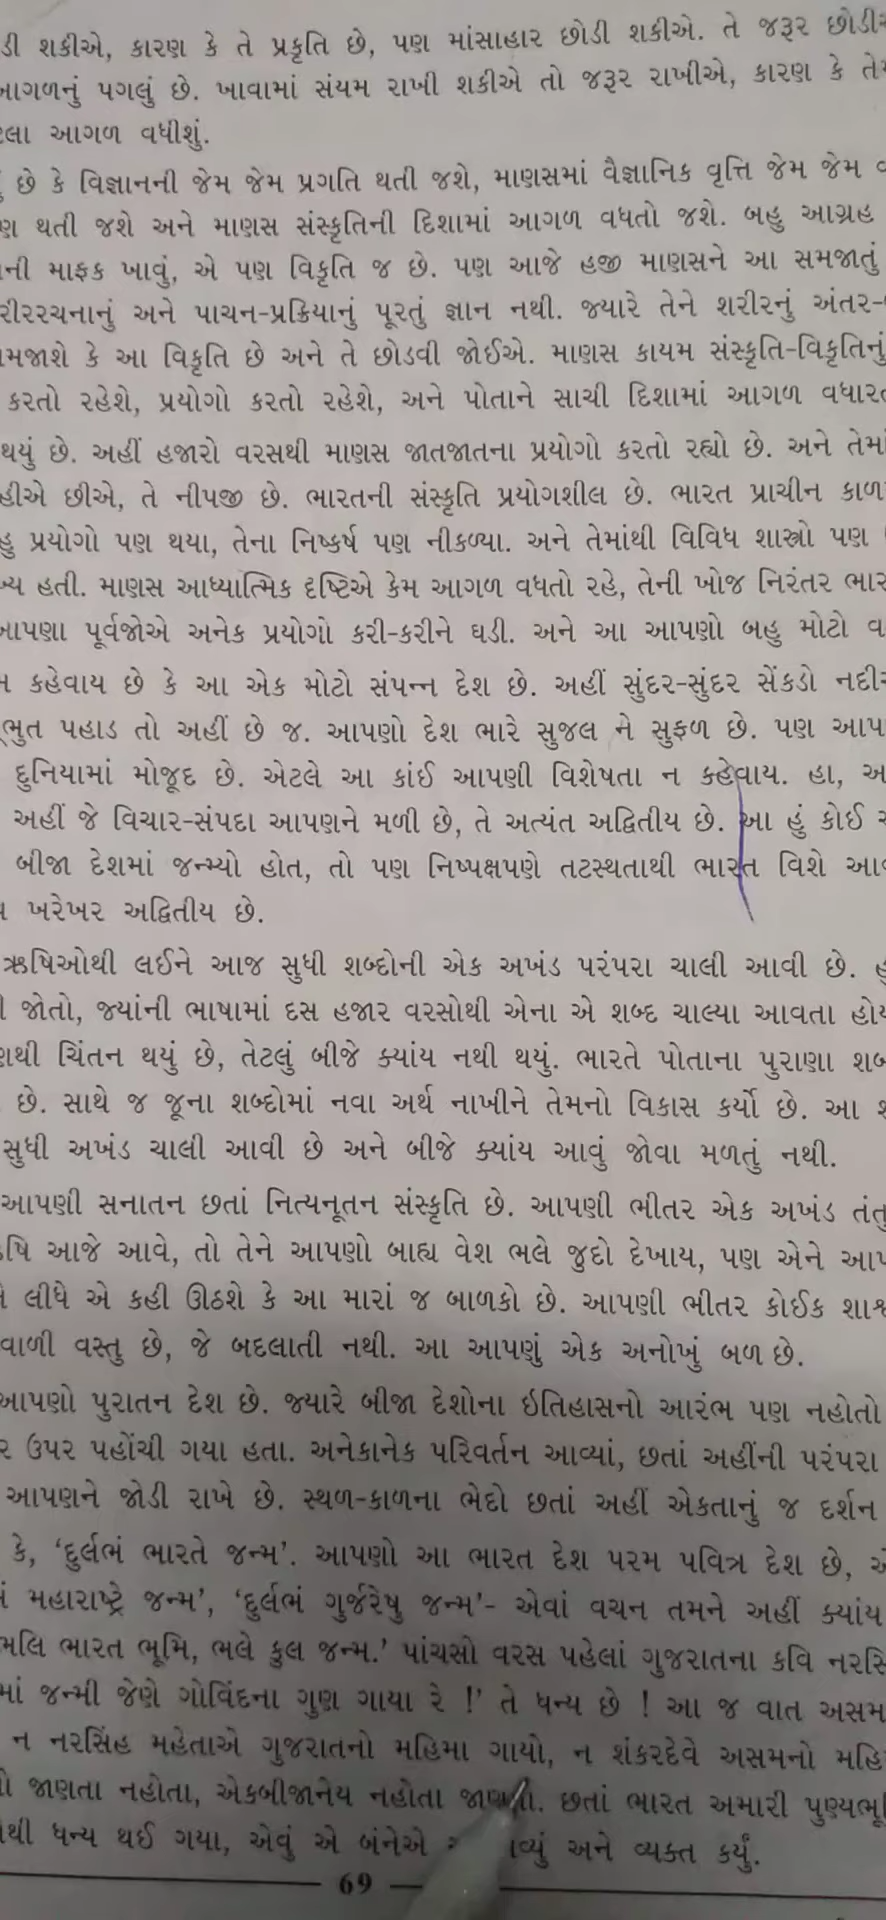 શકીએ, કારણ કે તે પ્રકૃતિ છે, પણ માંસાહાર છોડી શકીએ. તે જરૂર
આગળનું પગલું છે. ખાવામાં સંયમ રાખી શકીએ તો જરૂર રાખીએ, કારણ કે
આગળ વધીશું.
છે કે વિજ્ઞાનની જેમ જેમ પ્રગતિ થતી જશે, માણસમાં વૈજ્ઞાનિક વૃત્તિ જેમ જેમ
થતી જશે અને માણસ સંસ્કૃતિની દિશામાં આગળ વધતો જશે. બહુ આગ્રહ
માફક ખાવું, એ પણ વિકૃતિ જ છે. પણ આજે હજી માણસને આ સમજાતું
અને પાચન-પ્રક્રિયાનું પૂરતું જ્ઞાન નથી. જ્યારે તેને શરીરનું અંતર-
કે આ વિકૃતિ છે અને તે છોડવી જોઈએ. માણસ કાયમ સંસ્કૃતિ-વિકૃતિનું
કરતો રહેશે, પ્રયોગો કરતો રહેશે, અને પોતાને સાચી દિશામાં આગળ
થયું છે. અહીં હજારો વરસથી માણસ જાતજાતના પ્રયોગો કરતો રહ્યો છે. અને
છીએ, તે નીપજી છે. ભારતની સંસ્કૃતિ પ્રયોગશીલ છે. ભારત પ્રાચીન
પ્રયોગો પણ થયા, તેના નિષ્કર્ષ પણ નીકળ્યા. અને તેમાંથી વિવિધ શાસ્ત્રો પણ
હતી. માણસ આધ્યાત્મિક દૃષ્ટિએ કેમ આગળ વધતો રહે, તેની ખોજ નિરંતર
આપણા પૂર્વજોએ અનેક પ્રયોગો કરી-કરીને ઘડી. અને આ આપણો બહુ મોટો
કહેવાય છે કે આ એક મોટો સંપન્ન દેશ છે. અહીં સુંદર-સુંદર સેંકડો
પહાડ તો અહીં છે જ. આપણો દેશ ભારે સુજલ ને સુફળ છે. પણ
દુનિયામાં મોજૂદ છે. એટલે આ કાંઈ આપણી વિશેષતા ન કહેવાય. હા,
અહીં જે વિચાર-સંપદા આપણને મળી છે, તે અત્યંત અદ્વિતીય છે. આ હું કોઈ
બીજા દેશમાં જન્મ્યો હોત, તો પણ નિષ્પક્ષપણે તટસ્થતાથી ભારત વિશે
ખરેખર અદ્વિતીય છે.
ઋષિઓથી લઈને આજ સુધી શબ્દોની એક અખંડ પરંપરા ચાલી આવી છે.
જોતો, જ્યાંની ભાષામાં દસ હજાર વરસોથી એના એ શબ્દ ચાલ્યા આવતા
ચિંતન થયું છે, તેટલું બીજે ક્યાંય નથી થયું. ભારતે પોતાના પુરાણા
છે. સાથે જ જૂના શબ્દોમાં નવા અર્થ નાખીને તેમનો વિકાસ કર્યો છે. આ
સુધી અખંડ ચાલી આવી છે અને બીજે ક્યાંય આવું જોવા મળતું નથી.
આપણી સનાતન છતાં નિત્યનૂતન સંસ્કૃતિ છે. આપણી ભીતર એક અખંડ
આજે આવે, તો તેને આપણો બાહ્ય વેશ ભલે જુદો દેખાય, પણ એને
લીધે એ કહી ઊઠશે કે આ મારાં જ બાળકો છે. આપણી ભીતર કોઈક
વાળી વસ્તુ છે, જે બદલાતી નથી. આ આપણું એક અનોખું બળ છે.
આપણો પુરાતન દેશ છે. જ્યારે બીજા દેશોના ઇતિહાસનો આરંભ પણ નહોતો
ઉપર પહોંચી ગયા હતા. અનેકાનેક પરિવર્તન આવ્યાં, છતાં અહીંની પરંપરા
આપણને જોડી રાખે છે. સ્થળ-કાળના ભેદો છતાં અહીં એકતાનું જ દર્શન
કે, ‘દુર્લભં ભારતે જન્મ’. આપણો આ ભારત દેશ પરમ પવિત્ર દેશ છે,
મહારાષ્ટ્રે જન્મ’, ‘દુર્લભં ગુર્જરેષુ જન્મ’- એવાં વચન તમને અહીં ક્યાંય
ભારત ભૂમિ, ભલે કુલ જન્મ.’ પાંચસો વરસ પહેલાં ગુજરાતના કવિ
જન્મી જેણે ગોવિંદના ગુણ ગાયા રે !’ તે ધન્ય છે ! આ જ વાત
ન નરસિંહ મહેતાએ ગુજરાતનો મહિમા ગાયો, ન શંકરદેવે અસમનો
જાણતા નહોતા, એકબીજાનેય નહોતા છતાં ભારત અમારી
ધન્ય થઈ ગયા, એવું એ બંનેએ અને વ્યક્ત કર્યું.
69